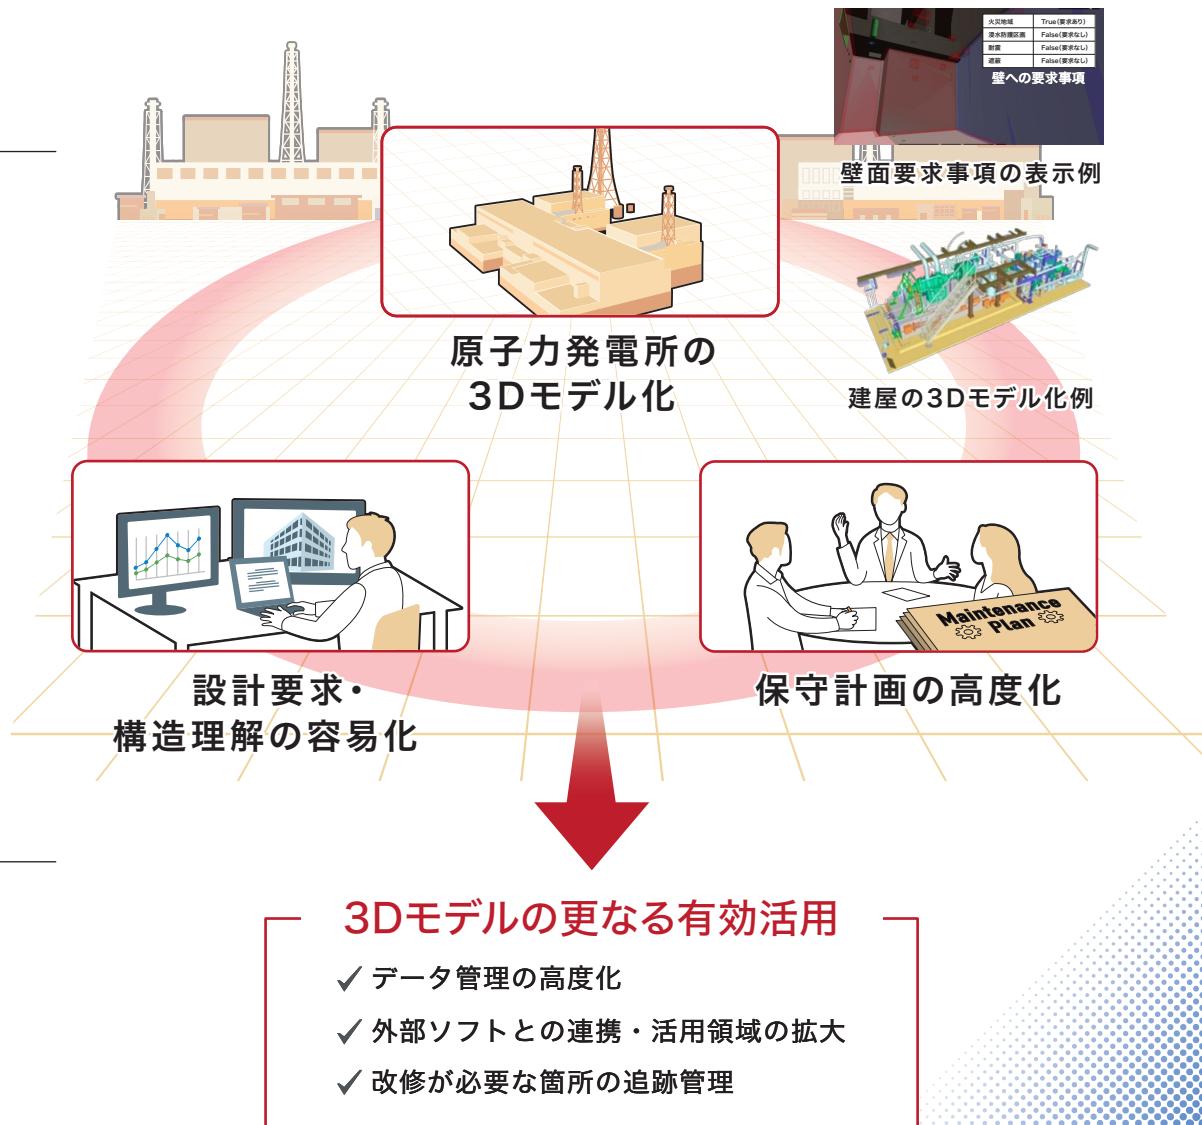 火災地域 True(要求あり)
浸水防護区画 False(要求なし)
耐震 False(要求なし)
遮蔽 False(要求なし)
壁への要求事項
壁面要求事項の表示例
原子力発電所の
3Dモデル化
建屋の3Dモデル化例
Maintenance
Plan
設計要求・
構造理解の容易化
保守計画の高度化
3Dモデルの更なる有効活用
データ管理の高度化
外部ソフトとの連携・活用領域の拡大
改修が必要な箇所の追跡管理